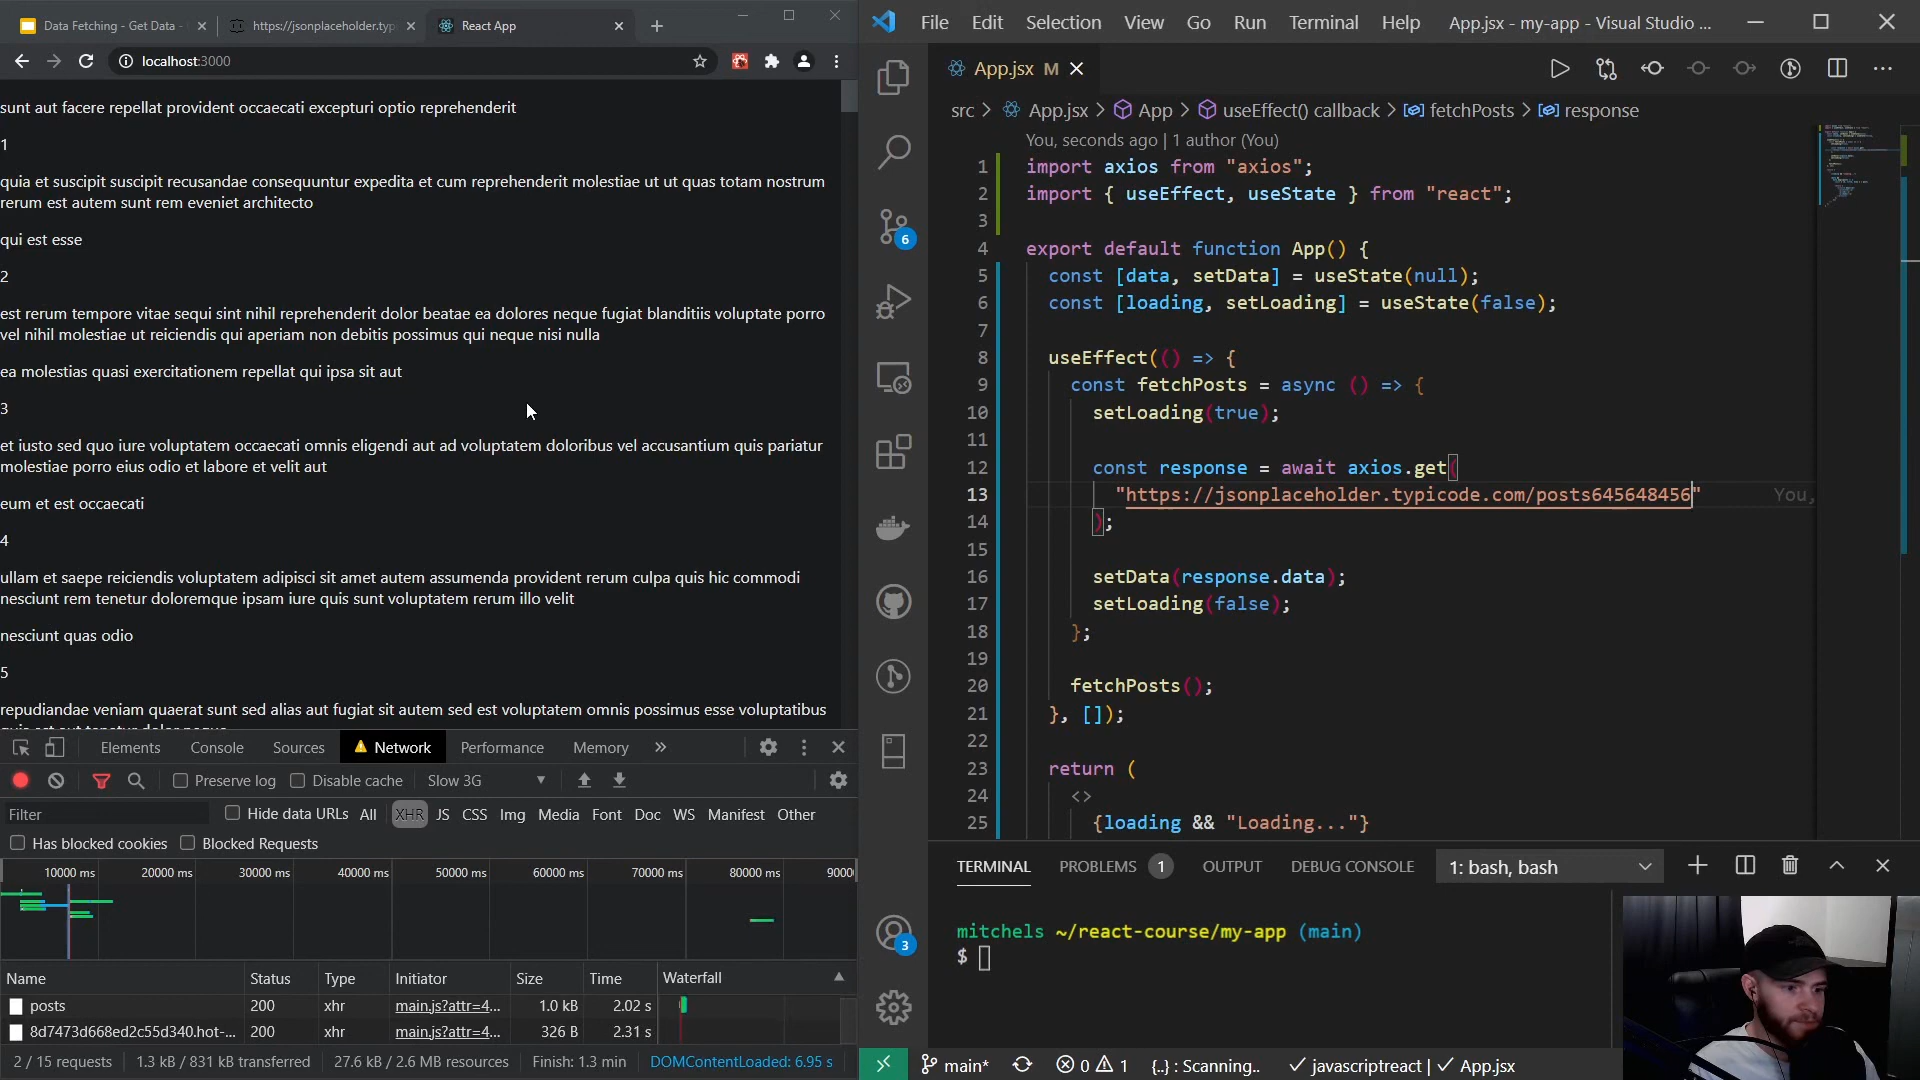 Data Fetching - Get Data -
https://jsonplaceholder.typ
React App
localhost:3000
sunt aut facere repellat provident occaecati excepturi optio reprehenderit
1
quia et suscipit suscipit recusandae consequuntur expedita et cum reprehenderit molestiae ut ut quas totam nostrum
rerum est autem sunt rem eveniet architecto
qui est esse
2
est rerum tempore vitae sequi sint nihil reprehenderit dolor beatae ea dolores neque fugiat blanditiis voluptate porro
vel nihil molestiae ut reiciendis qui aperiam non debitis possimus qui neque nisi nulla
ea molestias quasi exercitationem repellat qui ipsa sit aut
3
et iusto sed quo iure voluptatem occaecati omnis eligendi aut ad voluptatem doloribus vel accusantium quis pariatur
molestiae porro eius odio et labore et velit aut
eum et est occaecati
4
ullam et saepe reiciendis voluptatem adipisci sit amet autem assumenda provident rerum culpa quis hic commodi
nesciunt rem tenetur doloremque ipsam iure quis sunt voluptatem rerum illo velit
nesciunt quas odio
5
repudiandae veniam quaerat sunt sed alias aut fugiat sit autem sed est voluptatem omnis possimus esse voluptatibus
Elements Console Sources Network Performance Memory »
Preserve log Disable cache Slow 3G
Filter Hide data URLs All XHR JS CSS Img Media Font Doc WS Manifest Other
Has blocked cookies Blocked Requests
10000 ms 20000 ms 30000 ms 40000 ms 50000 ms 60000 ms 70000 ms 80000 ms 9000
Name Status Type Initiator Size Time Waterfall
posts 200 xhr main.js?attr=4... 1.0 kB 2.02 s
8d7473d668ed2c55d340.hot-... 200 xhr main.js?attr=4... 326 B 2.31 s
2 / 15 requests 1.3 kB / 831 kB transferred 27.6 kB / 2.6 MB resources Finish: 1.3 min DOMContentLoaded: 6.95 s
File Edit Selection View Go Run Terminal Help App.jsx - my-app - Visual Studio ...
App.jsx M
src > App.jsx > App > useEffect() callback > fetchPosts > response
You, seconds ago | 1 author (You)
1 import axios from "axios";
2 import { useEffect, useState } from "react";
3
4 export default function App() {
5 const [data, setData] = useState(null);
6 const [loading, setLoading] = useState(false);
7
8 useEffect(() => {
9 const fetchPosts = async () => {
10 setLoading(true);
11
12 const response = await axios.get(
13 "https://jsonplaceholder.typicode.com/posts645648456" You,
14 );
15
16 setData(response.data);
17 setLoading(false);
18 };
19
20 fetchPosts();
21 }, []);
22
23 return (
24 <>
25 {loading && "Loading..."}
6
3
TERMINAL PROBLEMS 1 OUTPUT DEBUG CONSOLE 1: bash, bash
mitchels ~/react-course/my-app (main)
$
main* 0 1 {..} : Scanning.. javascriptreact | App.jsx